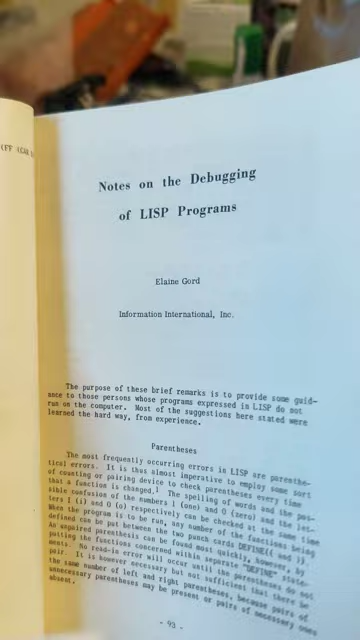 Notes on the Debugging
of LISP Programs
Elaine Gord
Information International, Inc.
The purpose of these brief remarks is to provide some guid-
ance to those persons whose programs expressed in LISP do not
run on the computer. Most of the suggestions here stated were
learned the hard way, from experience.
Parentheses
The most frequently occurring errors in LISP are parenthe-
tical errors. It is thus almost imperative to employ some sort
of counting or pairing device to check parentheses every time
that a function is changed.¹ The spelling of words and the pos-
sible confusion of the numbers 1 (one) and 0 (zero) and the let-
ters I (i) and O (o) respectively can be checked at the same time
When the program is to be run, any number of the functions being
defined can be put between the two punch cards DEFINE(( and )).
An unpaired parenthesis can be found most quickly, however, by
putting the functions concerned within separate "DEFINE" state-
ments. No read-in error will occur until the parentheses do not
pair. It is however necessary but not sufficient that there be
the same number of left and right parentheses, because pairs of
unnecessary parentheses may be present or pairs of necessary ones
absent.
- 93 -